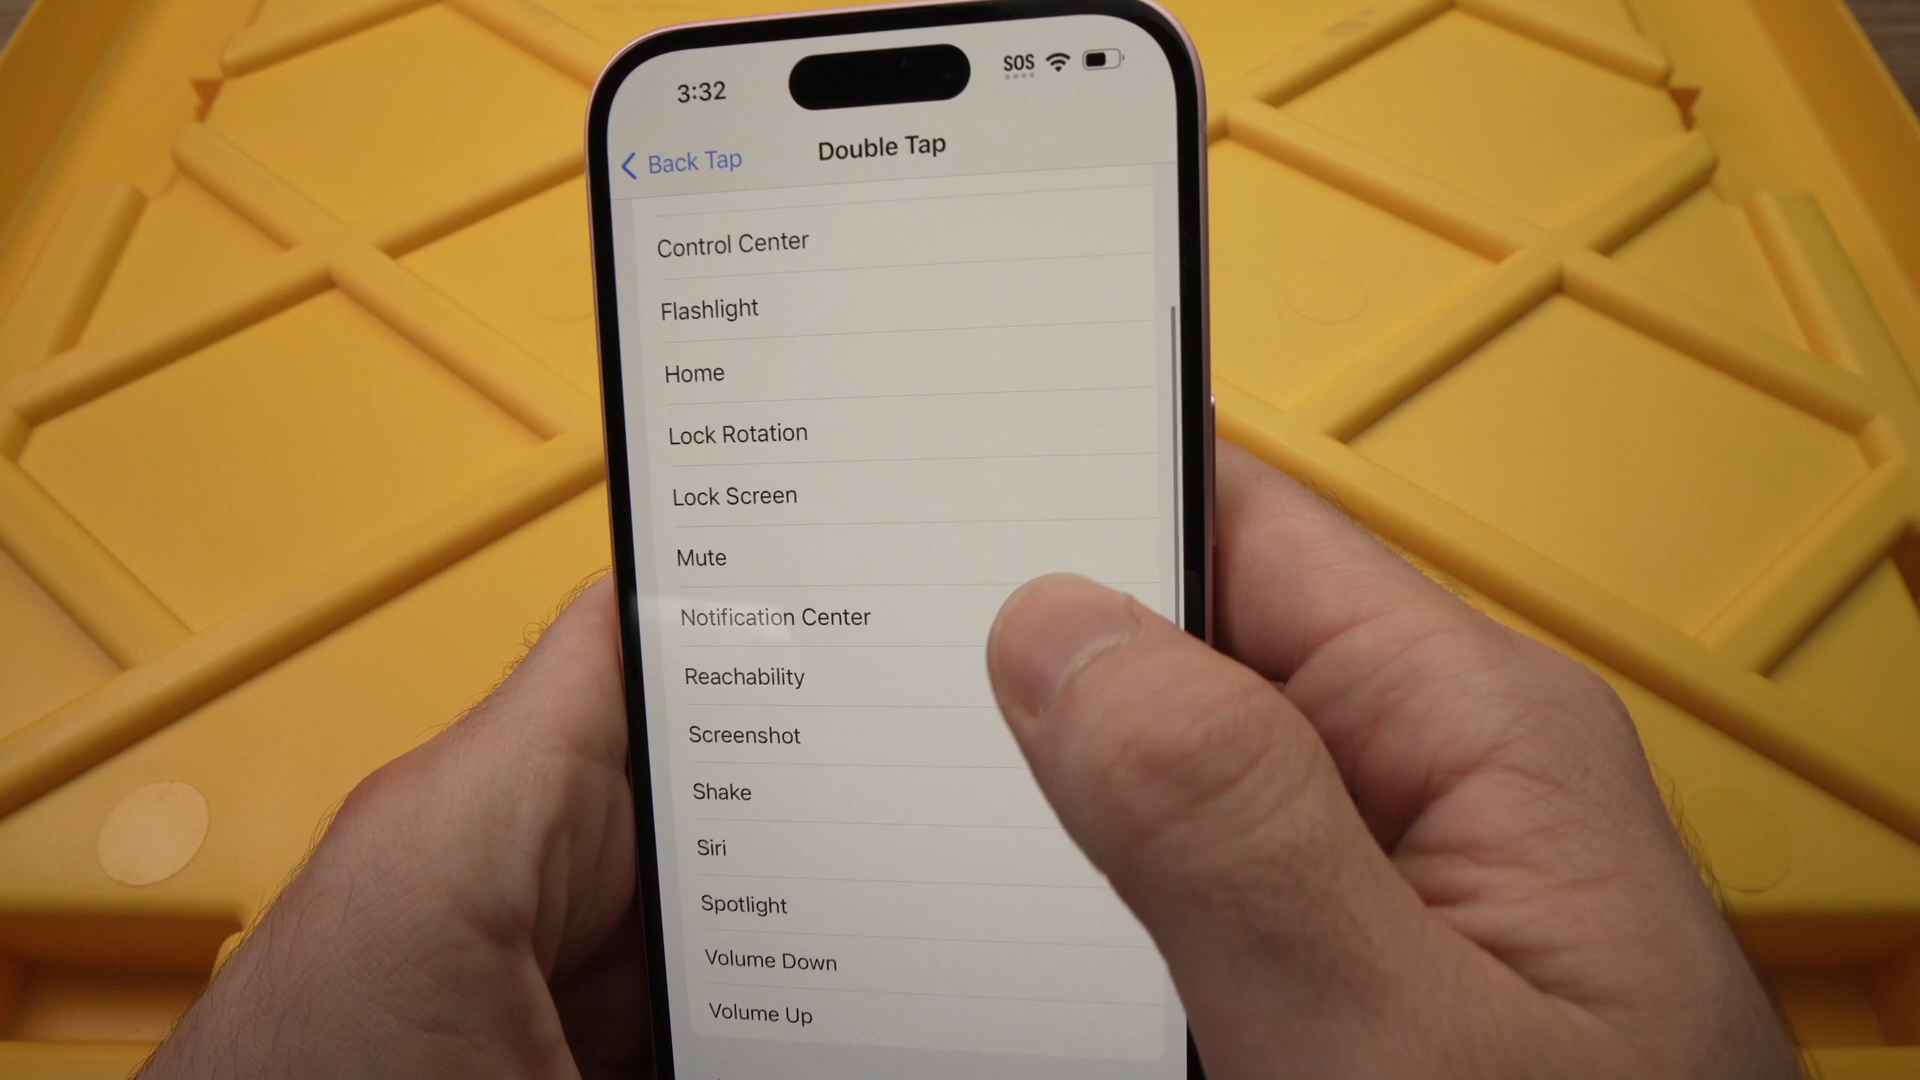 3:32
SOS
Back Tap
Double Tap
Control Center
Flashlight
Home
Lock Rotation
Lock Screen
Mute
Notification Center
Reachability
Screenshot
Shake
Siri
Spotlight
Volume Down
Volume Up